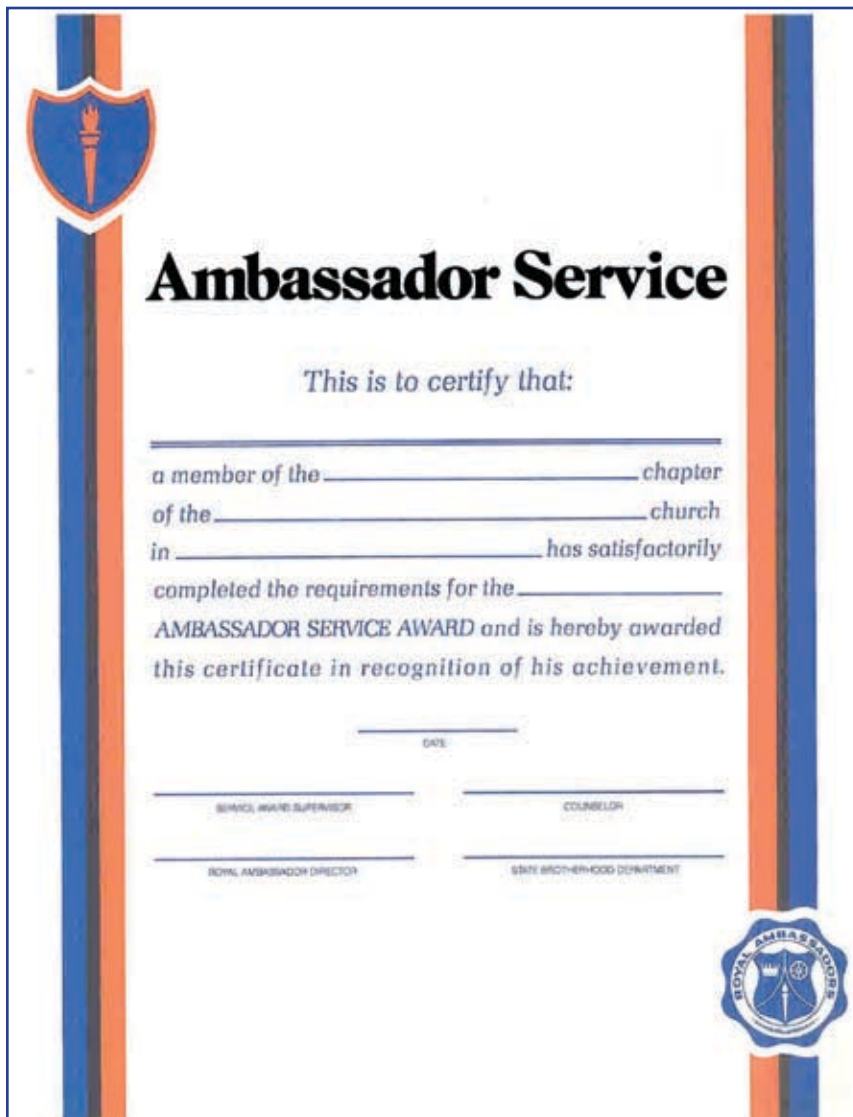 Ambassador Service
This is to certify that:
a member of the chapter
of the church
in has satisfactorily
completed the requirements for the
AMBASSADOR SERVICE AWARD and is hereby awarded
this certificate in recognition of his achievement.
DATE
SERVICE AWARD SUPERVISOR COUNSELOR
ROYAL AMBASSADOR DIRECTOR STATE BROTHERHOOD DEPARTMENT
ROYAL AMBASSADORS